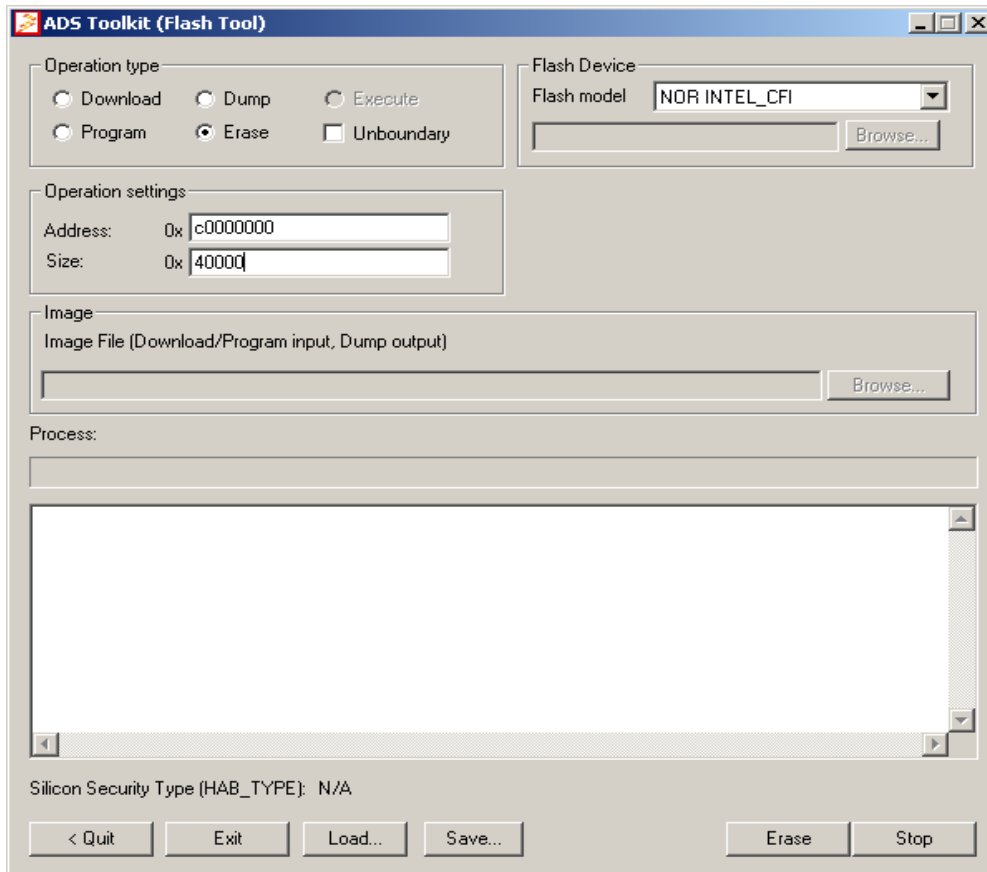 ADS Toolkit (Flash Tool)
Operation type
Download Dump Execute
Program Erase Unboundary
Flash Device
Flash model NOR INTEL_CFI
Browse...
Operation settings
Address: 0x c0000000
Size: 0x 40000
Image
Image File (Download/Program input, Dump output)
Browse...
Process:
Silicon Security Type (HAB_TYPE): N/A
< Quit Exit Load... Save... Erase Stop